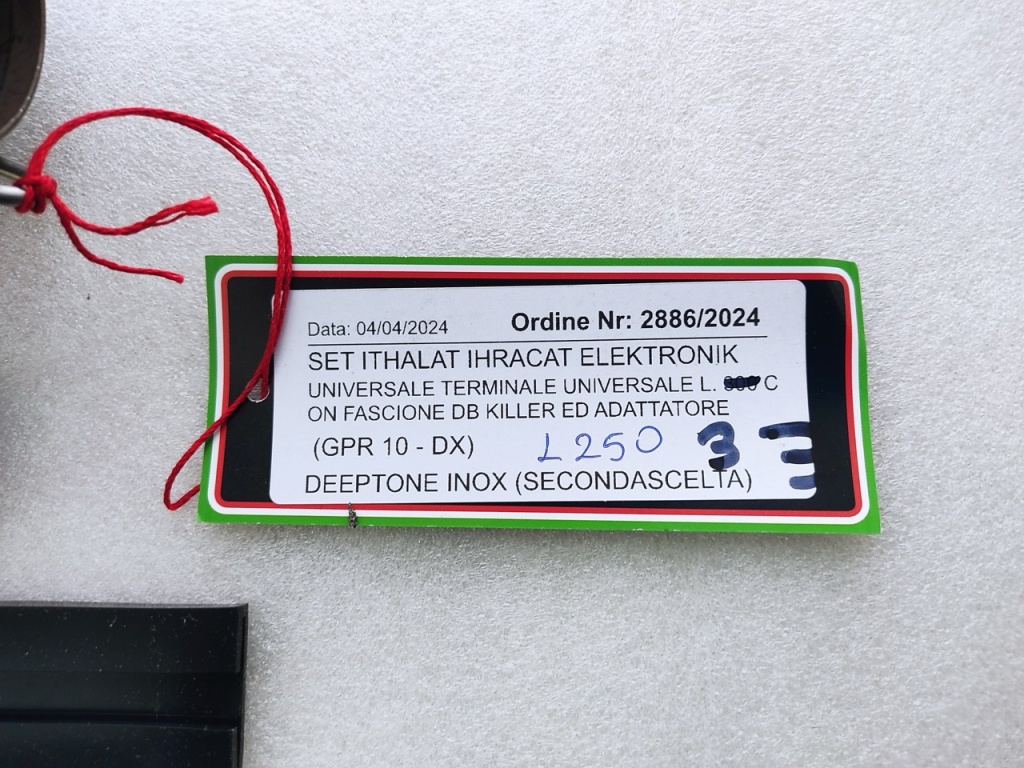 Data: 04/04/2024 Ordine Nr: 2886/2024
SET ITHALAT IHRACAT ELEKTRONIK
UNIVERSALE TERMINALE UNIVERSALE L. C
ON FASCIONE DB KILLER ED ADATTATORE
(GPR 10 - DX) L250 3
DEEPTONE INOX (SECONDASCELTA)